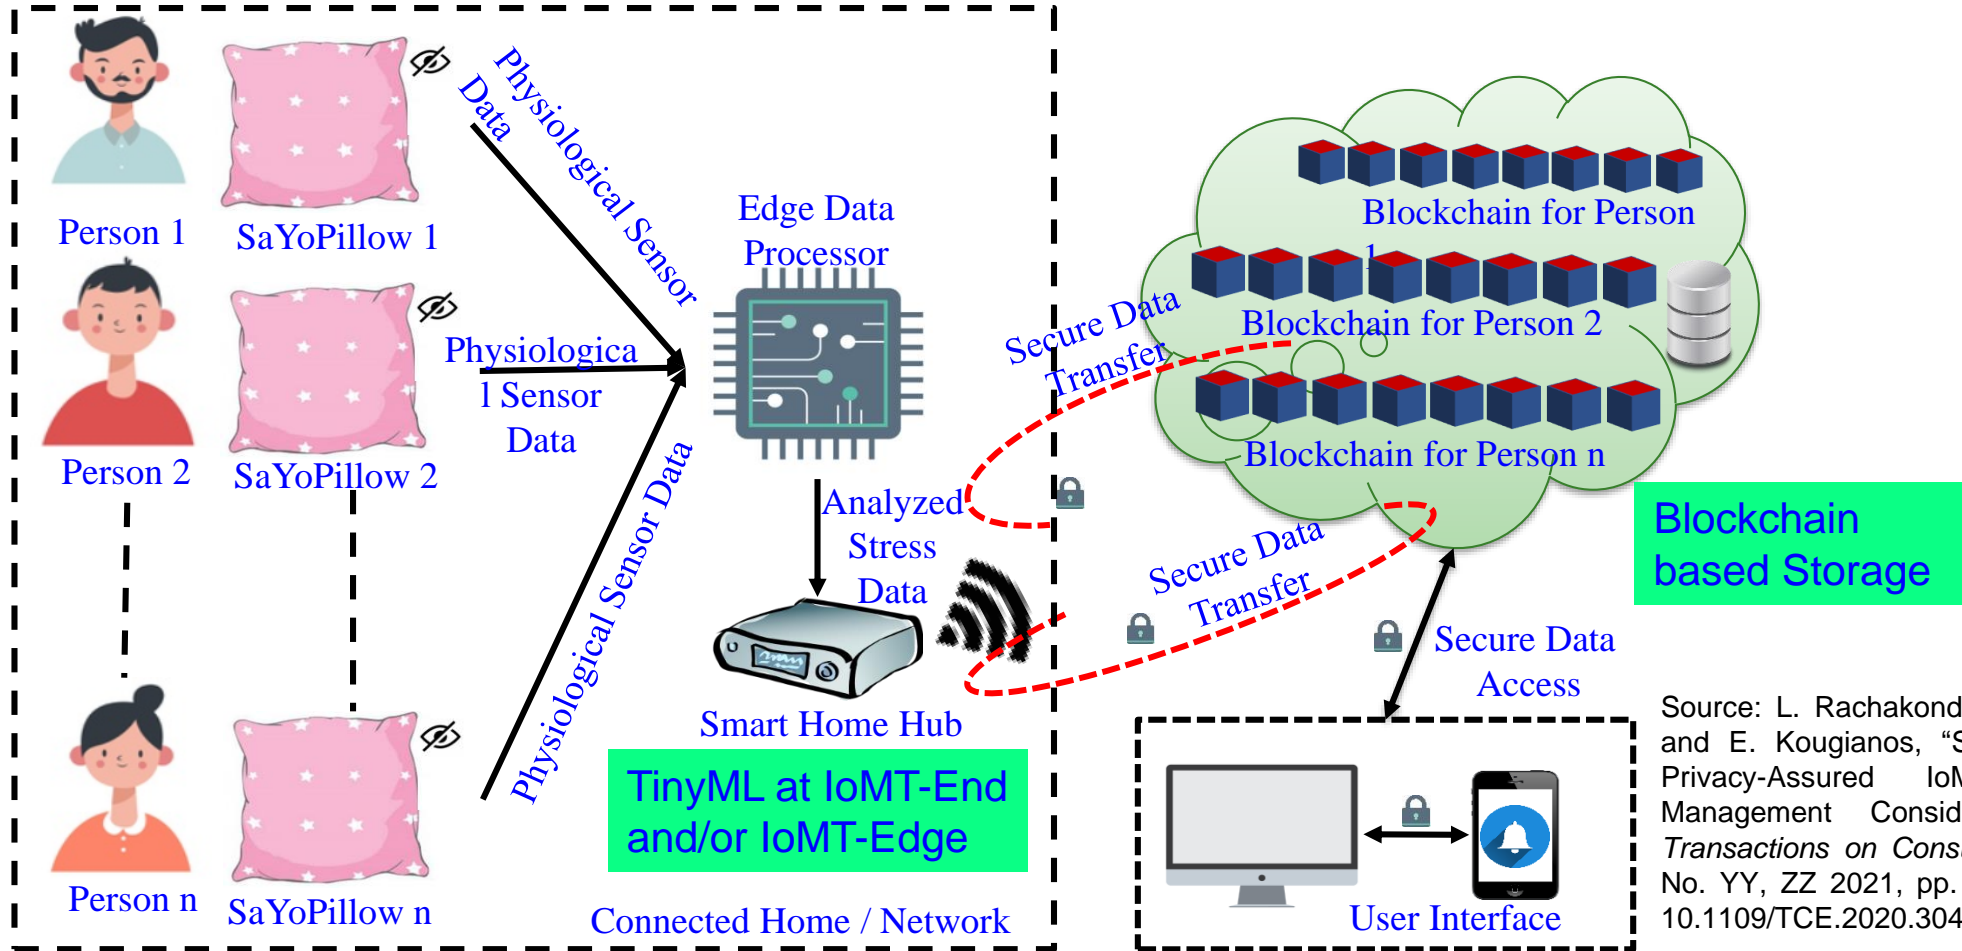 Person 1
SaYoPillow 1
Physiological Sensor
Data
Person 2
SaYoPillow 2
Physiologica
l Sensor
Data
Person n
SaYoPillow n
Physiological Sensor Data
Edge Data
Processor
Analyzed
Stress
Data
Smart Home Hub
TinyML at IoMT-End
and/or IoMT-Edge
Connected Home / Network
Secure Data
Transfer
Secure Data
Transfer
Blockchain for Person
1
Blockchain for Person 2
Blockchain for Person n
Blockchain
based Storage
Secure Data
Access
User Interface
Source: L. Rachakond
and E. Kougianos, “S
Privacy-Assured IoM
Management Consid
Transactions on Consu
No. YY, ZZ 2021, pp.
10.1109/TCE.2020.304